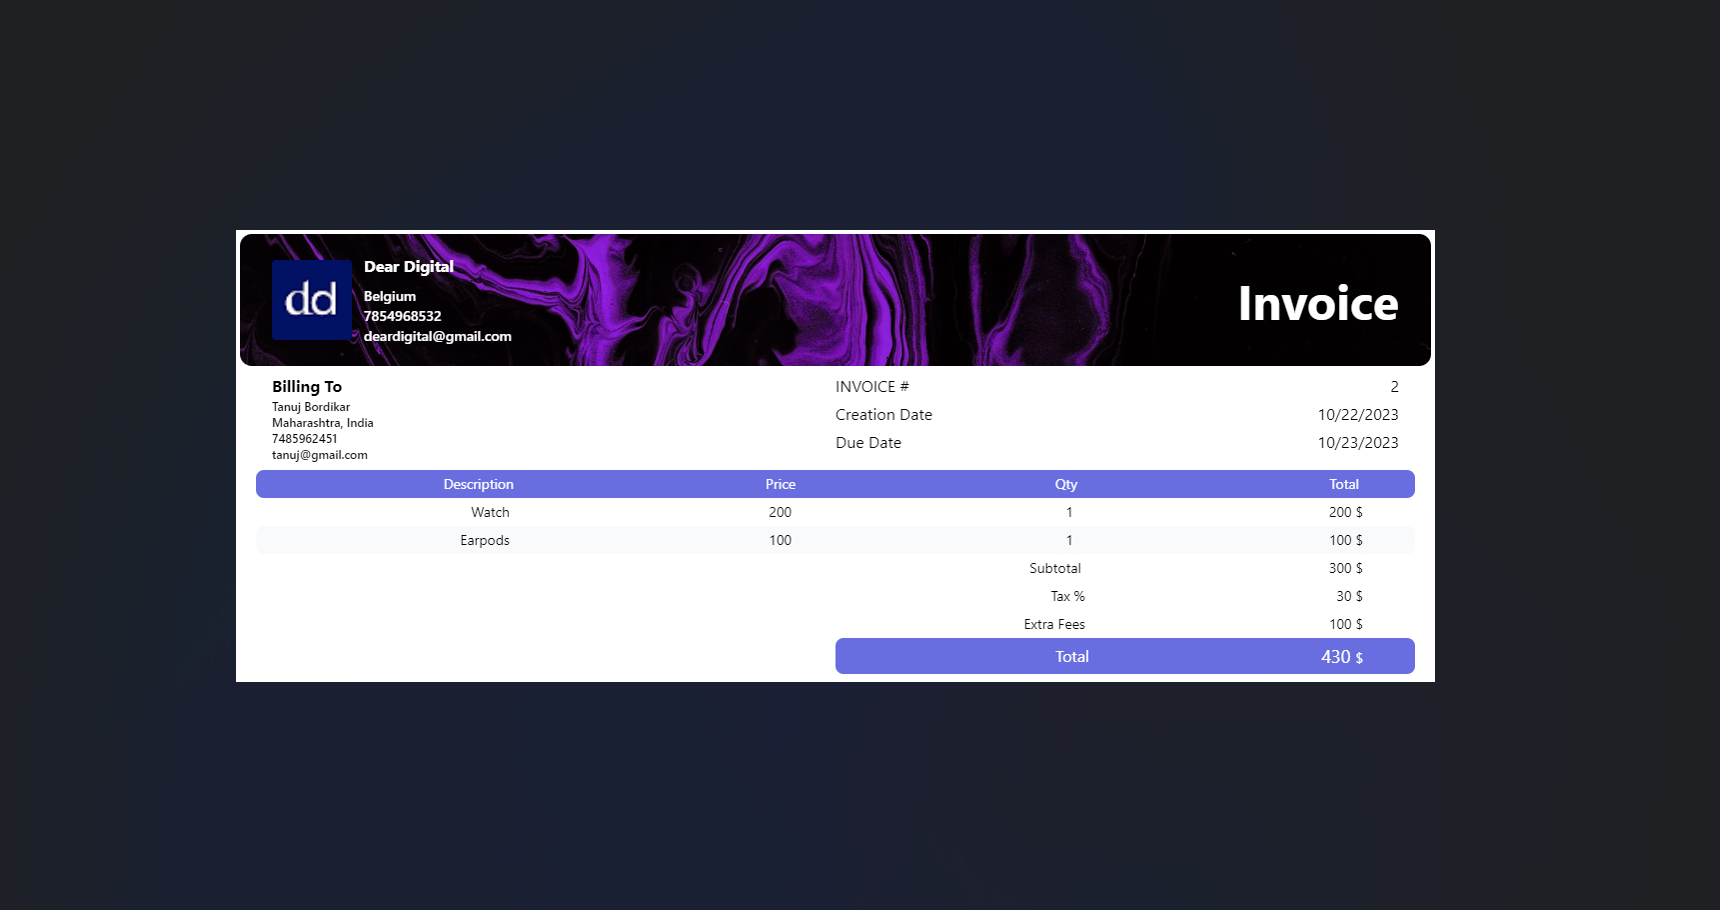 dd
Dear Digital
Belgium
7854968532
deardigital@gmail.com
Invoice
Billing To
Tanuj Bordikar
Maharashtra, India
7485962451
tanuj@gmail.com
INVOICE # 2
Creation Date 10/22/2023
Due Date 10/23/2023
Description Price Qty Total
Watch 200 1 200 $
Earpods 100 1 100 $
Subtotal 300 $
Tax % 30 $
Extra Fees 100 $
Total 430 $